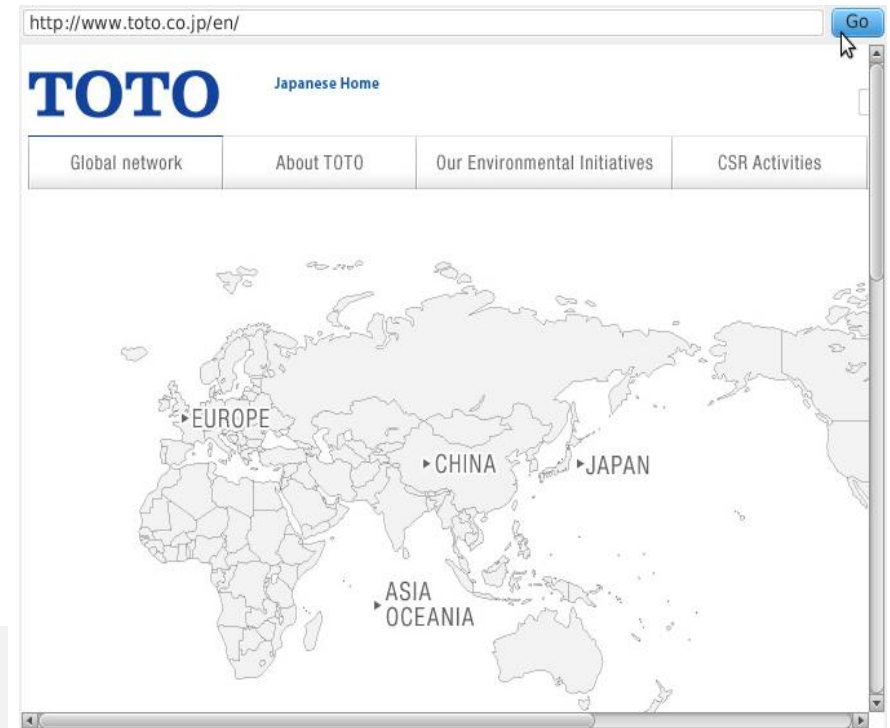 http://www.toto.co.jp/en/
Go
TOTO
Japanese Home
Global network
About TOTO
Our Environmental Initiatives
CSR Activities
EUROPE
CHINA
JAPAN
ASIA
OCEANIA